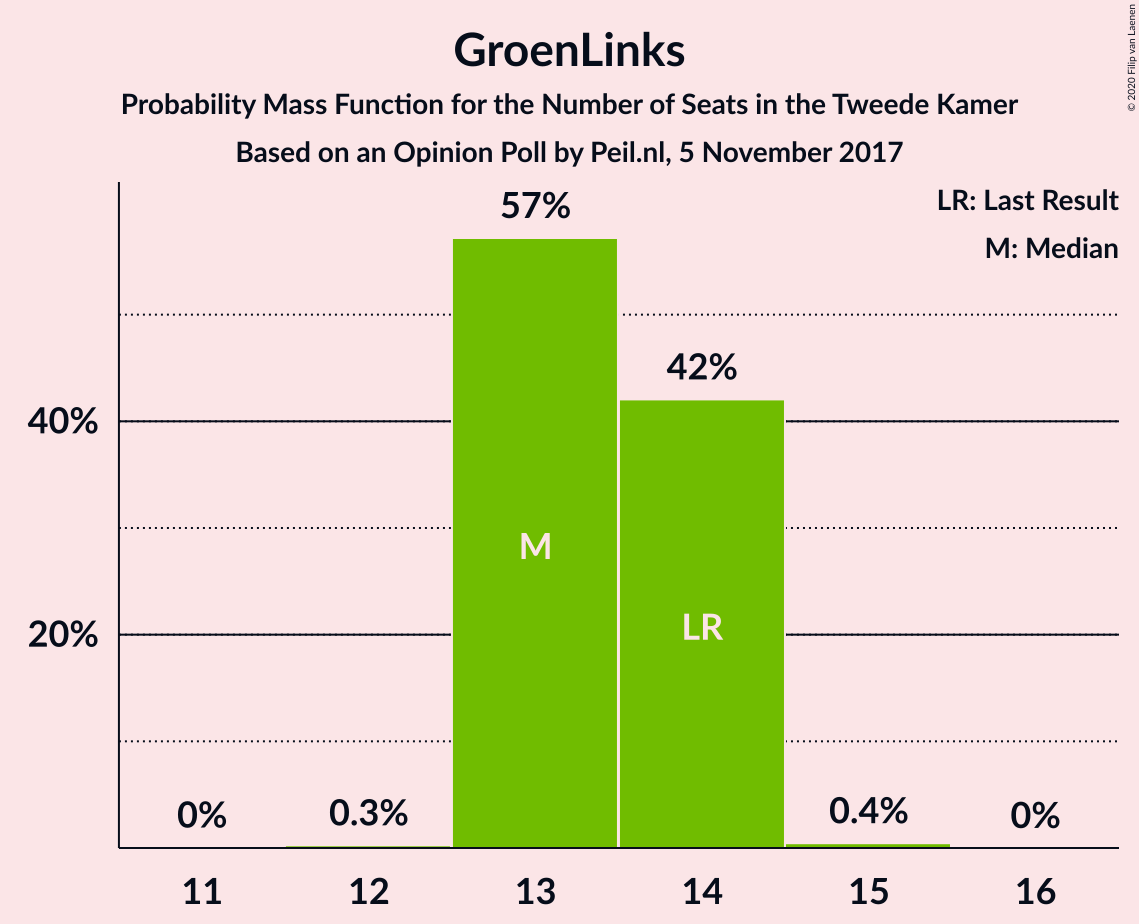 GroenLinks
Probability Mass Function for the Number of Seats in the Tweede Kamer
Based on an Opinion Poll by Peil.nl, 5 November 2017
© 2020 Filip van Laenen
LR: Last Result
M: Median
57%
42%
40%
M
LR
20%
0%
0.3%
0.4%
0%
11
12
13
14
15
16